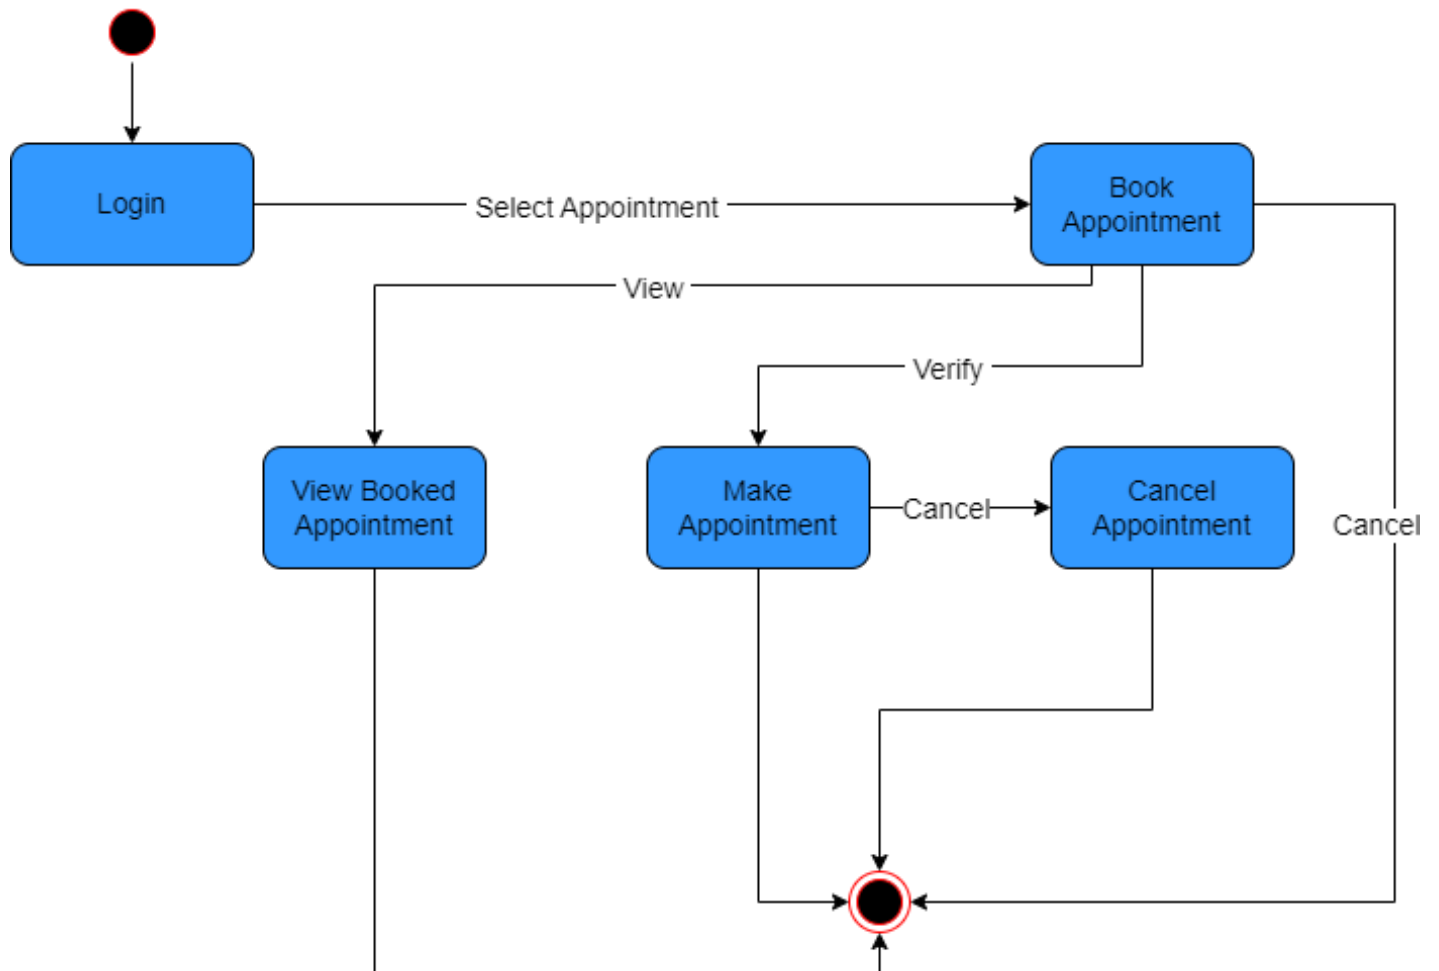 Login
Select Appointment
Book
Appointment
View
Verify
View Booked
Appointment
Make
Appointment
Cancel
Cancel
Appointment
Cancel